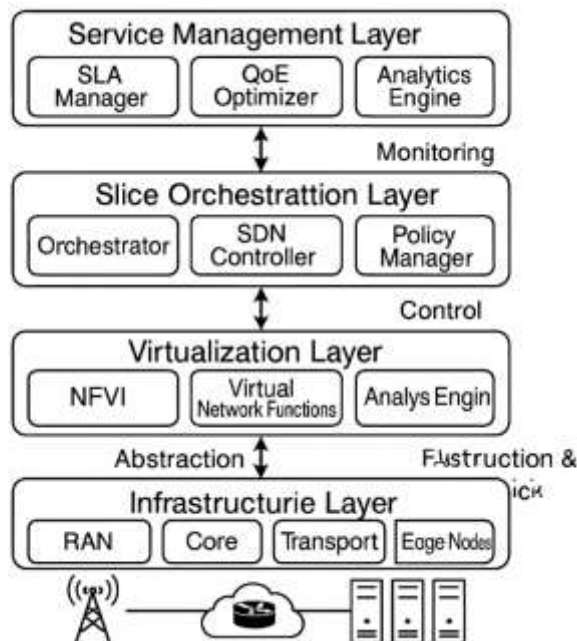 Service Management Layer
SLA Manager
QoE Optimizer
Analytics Engine
Monitoring
Slice Orchestrattion Layer
Orchestrator
SDN Controller
Policy Manager
Control
Virtualization Layer
NFVI
Virtual Network Functions
Analys Engin
Abstraction
&
Infrastructurie Layer
RAN
Core
Transport
Eoge Nodes